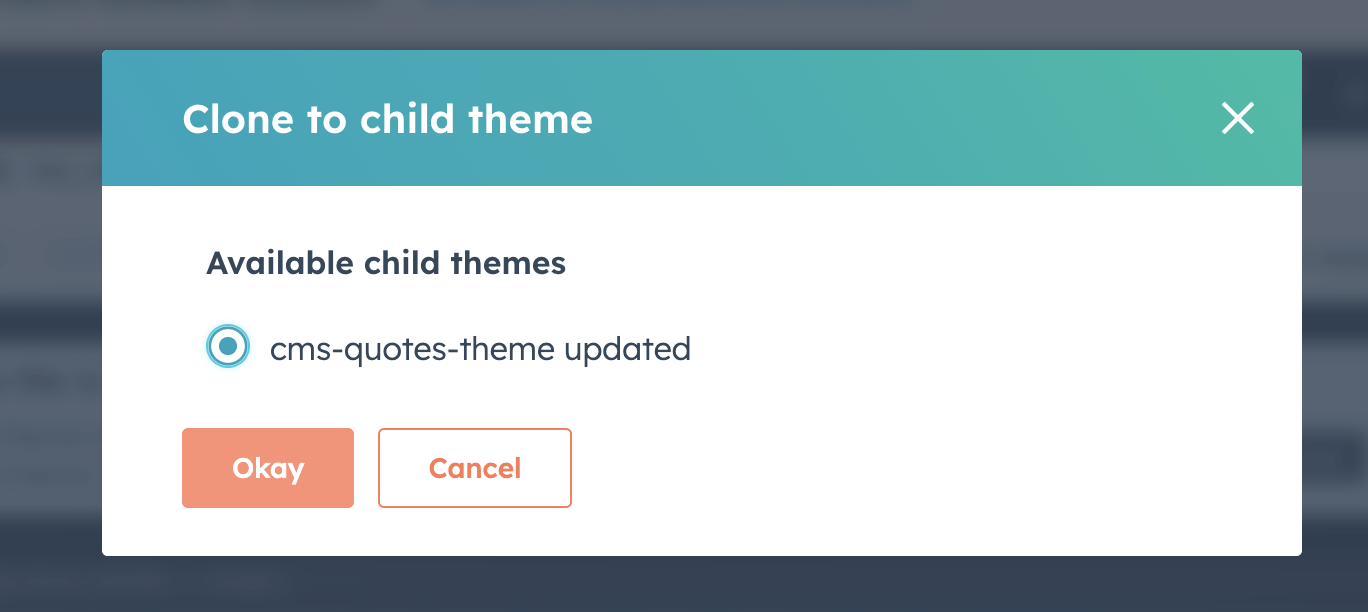 Clone to child theme
Available child themes
cms-quotes-theme updated
Okay
Cancel